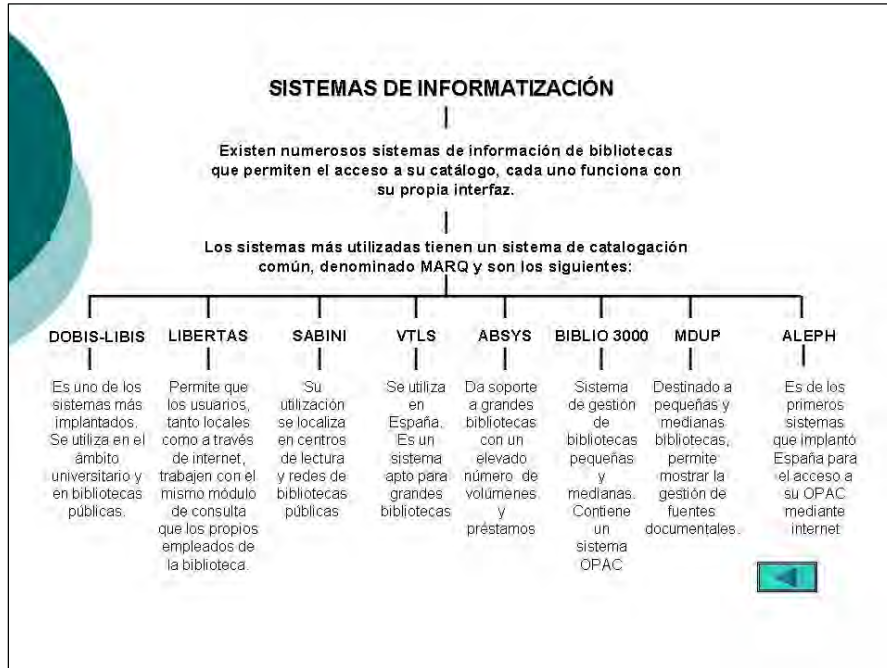 SISTEMAS DE INFORMATIZACIÓN
Existen numerosos sistemas de información de bibliotecas
que permiten el acceso a su catálogo, cada uno funciona con
su propia interfaz.
Los sistemas más utilizadas tienen un sistema de catalogación
común, denominado MARQ y son los siguientes:
DOBIS-LIBIS
Es uno de los
sistemas más
implantados.
Se utiliza en el
ámbito
universitario y
en bibliotecas
públicas.
LIBERTAS
Permite que
los usuarios,
tanto locales
como a través
de internet,
trabajen con el
mismo módulo
de consulta
que los propios
empleados de
la biblioteca.
SABINI
Su
utilización
se localiza
en centros
de lectura
y redes de
bibliotecas
públicas
VTLS
Se utiliza
en
España.
Es un
sistema
apto para
grandes
bibliotecas
ABSYS
Da soporte
a grandes
bibliotecas
con un
elevado
número de
volúmenes
y
préstamos
BIBLIO 3000
Sistema
de gestión
de
bibliotecas
pequeñas
y
medianas.
Contiene
un
sistema
OPAC
MDUP
Destinado a
pequeñas y
medianas
bibliotecas,
permite
mostrar la
gestión de
fuentes
documentales.
ALEPH
Es de los
primeros
sistemas
que implantó
España para
el acceso a
su OPAC
mediante
internet